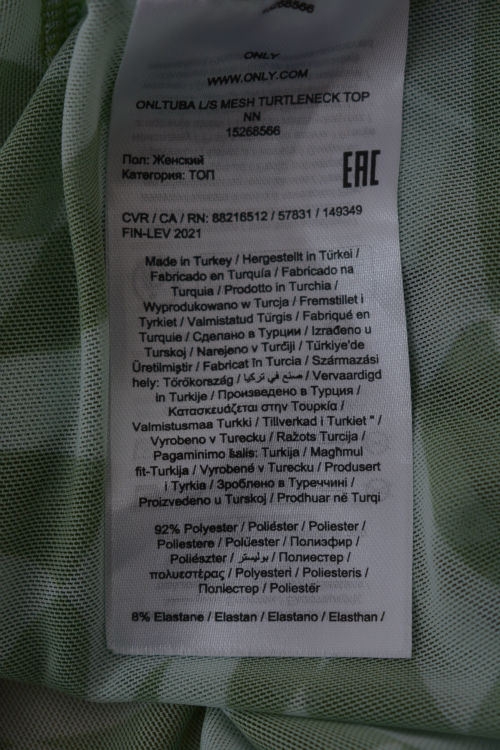 15268566
ONLY
WWW.ONLY.COM
ONLTUBA L/S MESH TURTLENECK TOP
NN
15268566
Пол: Женский
Категория: ТОП
EAC
CVR / CA / RN: 88216512 / 57831 / 149349
FIN-LEV 2021
Made in Turkey / Hergestellt in Türkei /
Fabricado en Turquía / Fabricado na
Turquia / Prodotto in Turchia /
Wyprodukowano w Turcja / Fremstillet i
Tyrkiet / Valmistatud Türgis / Fabriqué en
Turquie / Сделано в Турции / Izrađeno u
Turskoj / Narejeno v Turčiji / Türkiye'de
Üretilmiştir / Fabricat în Turcia / Származási
hely: Törökország / صنع في تركيا / Vervaardigd
in Turkije / Произведено в Турция /
Κατασκευάζεται στην Τουρκία /
Valmistusmaa Turkki / Tillverkad i Turkiet " /
Vyrobeno v Turecku / Ražots Turcija /
Pagaminimo šalis: Turkija / Magħmul
fit-Turkija / Vyrobené v Turecku / Produsert
i Tyrkia / Зроблено в Туреччині /
Proizvedeno u Turskoj / Prodhuar në Turqi
92% Polyester / Poliéster / Poliester /
Poliestere / Polüester / Полиэфир /
Poliészter / بوليستر / Полиестер /
πολυεστέρας / Polyesteri / Poliesteris /
Поліестер / Poliestër
8% Elastane / Elastan / Elastano / Elasthan /